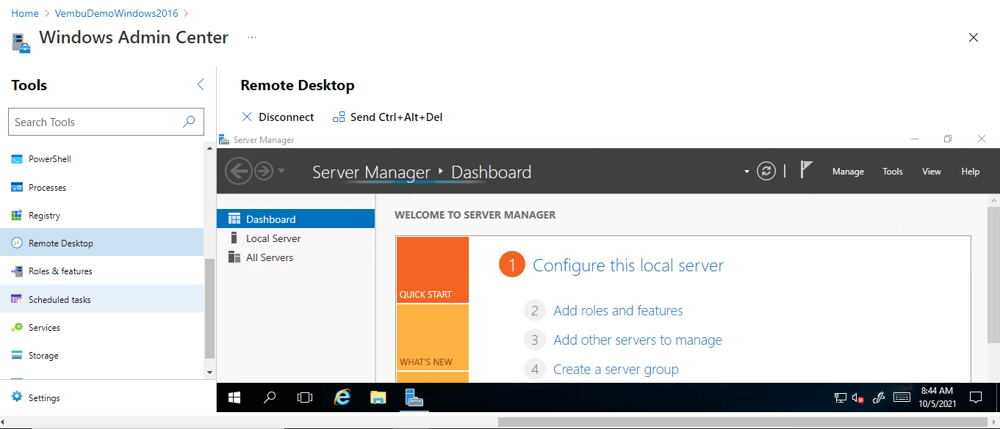 Home > VembuDemoWindows2016 >
Windows Admin Center ...
Tools
Search Tools
PowerShell
Processes
Registry
Remote Desktop
Roles & features
Scheduled tasks
Services
Storage
Settings
Remote Desktop
Disconnect Send Ctrl+Alt+Del
Server Manager
Server Manager ‣ Dashboard
Manage Tools View Help
Dashboard
Local Server
All Servers
WELCOME TO SERVER MANAGER
QUICK START
WHAT'S NEW
1 Configure this local server
2 Add roles and features
3 Add other servers to manage
4 Create a server group
8:44 AM
10/5/2021